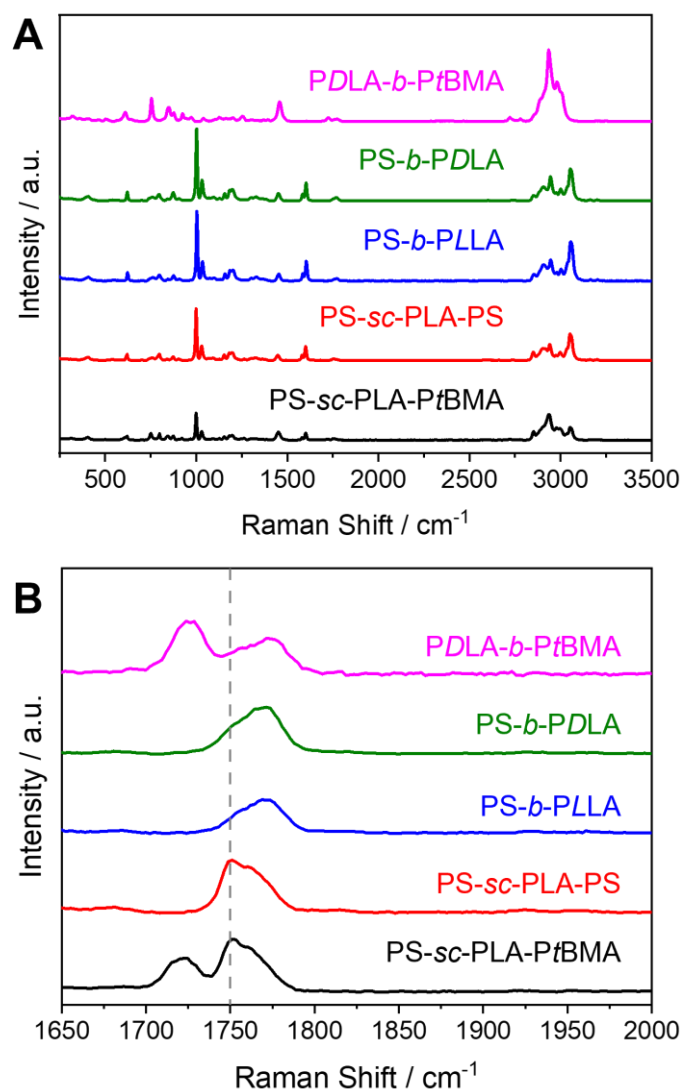 A
PDLA-b-PtBMA
PS-b-PDLA
PS-b-PLLA
PS-sc-PLA-PS
PS-sc-PLA-PtBMA
Intensity / a.u.
500 1000 1500 2000 2500 3000 3500
Raman Shift / cm⁻¹
B
PDLA-b-PtBMA
PS-b-PDLA
PS-b-PLLA
PS-sc-PLA-PS
PS-sc-PLA-PtBMA
Intensity / a.u.
1650 1700 1750 1800 1850 1900 1950 2000
Raman Shift / cm⁻¹